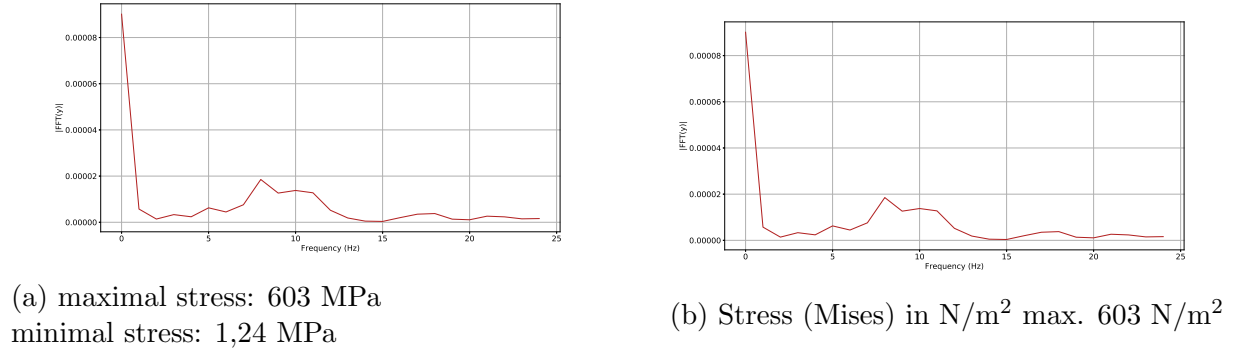 0.00008
0.00006
0.00004
0.00002
0.00000
|FFT(y)|
0 5 10 15 20 25
Frequency (Hz)
(a) maximal stress: 603 MPa
minimal stress: 1,24 MPa
0.00008
0.00006
0.00004
0.00002
0.00000
|FFT(y)|
0 5 10 15 20 25
Frequency (Hz)
(b) Stress (Mises) in N/m² max. 603 N/m²